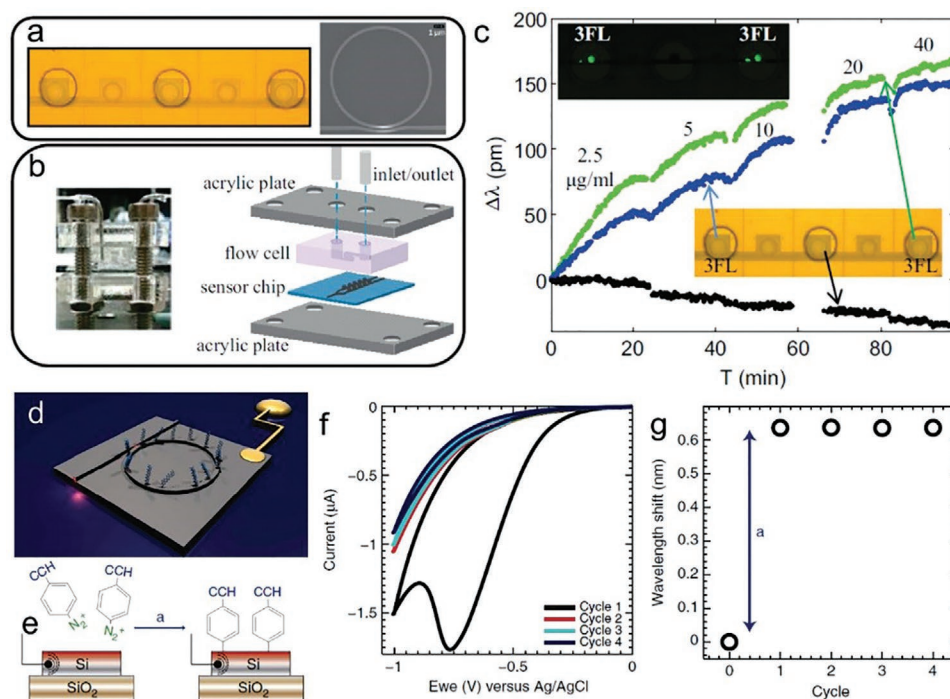 a
1 µm
b
acrylic plate
inlet/outlet
flow cell
sensor chip
acrylic plate
c
200
150
100
50
0
Δλ (pm)
0
20
40
60
80
T (min)
3FL
3FL
2.5
µg/ml
5
10
20
40
3FL
3FL
d
e
CCH
CCH
N2+
N2+
a
CCH
CCH
Si
SiO2
Si
SiO2
f
0
−0.5
−1
−1.5
Current (µA)
−1
−0.5
0
Ewe (V) versus Ag/AgCl
Cycle 1
Cycle 2
Cycle 3
Cycle 4
g
0.6
0.5
0.4
0.3
0.2
0.1
0
Wavelength shift (nm)
a
0
1
2
3
4
Cycle